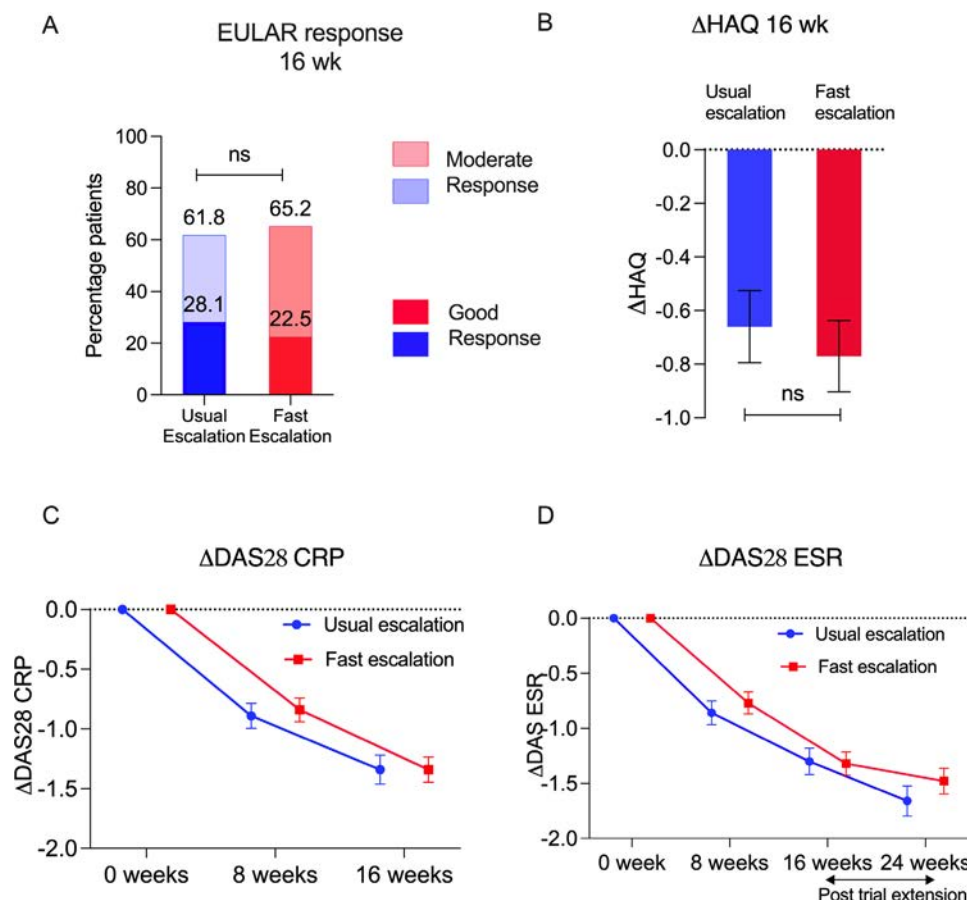 A
EULAR response
16 wk
100
80
60
40
20
0
Percentage patients
ns
61.8
65.2
28.1
22.5
Usual
Escalation
Fast
Escalation
Moderate
Response
Good
Response
B
ΔHAQ 16 wk
Usual
escalation
Fast
escalation
0.0
-0.2
-0.4
-0.6
-0.8
-1.0
ΔHAQ
ns
C
ΔDAS28 CRP
0.0
-0.5
-1.0
-1.5
-2.0
ΔDAS28 CRP
Usual escalation
Fast escalation
0 weeks
8 weeks
16 weeks
D
ΔDAS28 ESR
0.0
-0.5
-1.0
-1.5
-2.0
ΔDAS ESR
Usual escalation
Fast escalation
0 week
8 weeks
16 weeks
24 weeks
Post trial extension